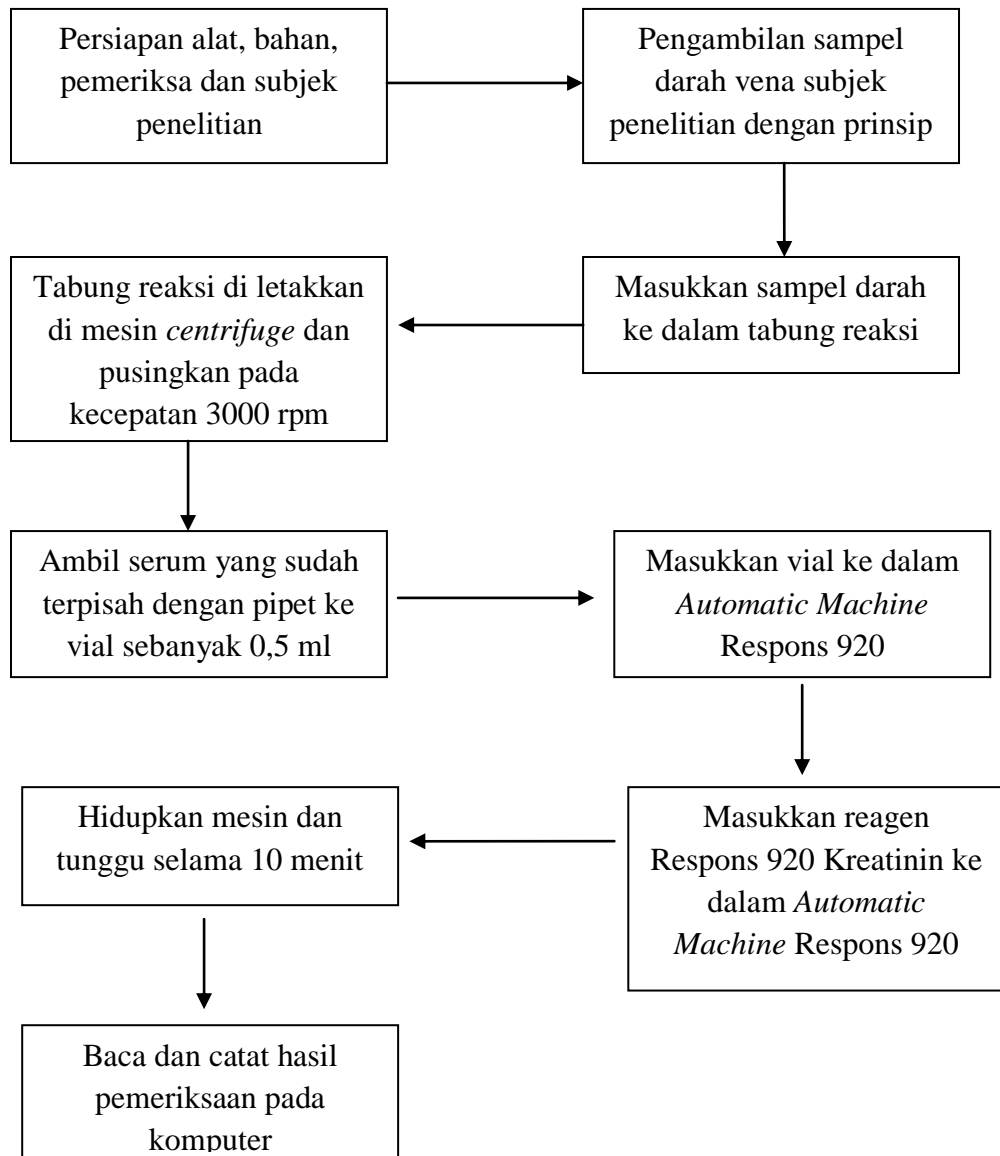 Persiapan alat, bahan,
pemeriksa dan subjek
penelitian
Pengambilan sampel
darah vena subjek
penelitian dengan prinsip
Masukkan sampel darah
ke dalam tabung reaksi
Tabung reaksi di letakkan
di mesin centrifuge dan
pusingkan pada
kecepatan 3000 rpm
Ambil serum yang sudah
terpisah dengan pipet ke
vial sebanyak 0,5 ml
Masukkan vial ke dalam
Automatic Machine
Respons 920
Masukkan reagen
Respons 920 Kreatinin ke
dalam Automatic
Machine Respons 920
Hidupkan mesin dan
tunggu selama 10 menit
Baca dan catat hasil
pemeriksaan pada
komputer